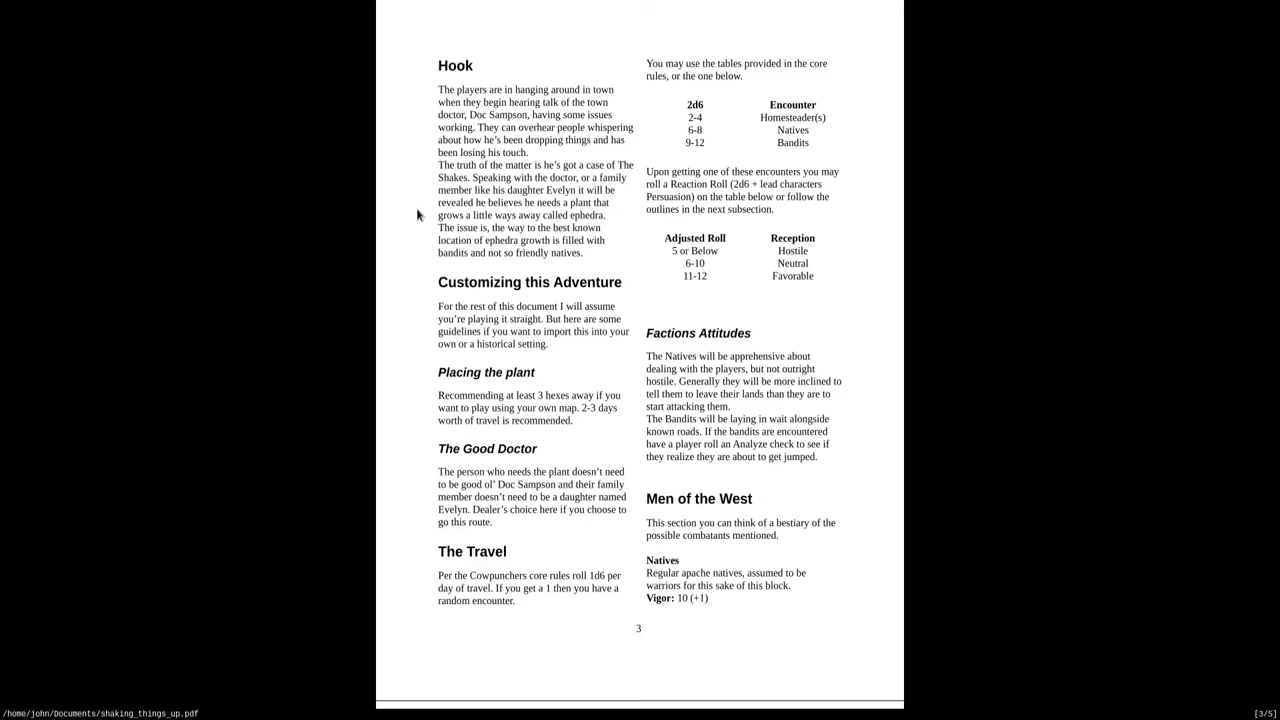 Hook
The players are in hanging around in town
when they begin hearing talk of the town
doctor, Doc Sampson, having some issues
working. They can overhear people whispering
about how he's been dropping things and has
been losing his touch.
The truth of the matter is he's got a case of The
Shakes. Speaking with the doctor, or a family
member like his daughter Evelyn it will be
revealed he believes he needs a plant that
grows a little ways away called ephedra.
The issue is, the way to the best known
location of ephedra growth is filled with
bandits and not so friendly natives.
Customizing this Adventure
For the rest of this document I will assume
you're playing it straight. But here are some
guidelines if you want to import this into your
own or a historical setting.
Placing the plant
Recommending at least 3 hexes away if you
want to play using your own map. 2-3 days
worth of travel is recommended.
The Good Doctor
The person who needs the plant doesn't need
to be good ol' Doc Sampson and their family
member doesn't need to be a daughter named
Evelyn. Dealer's choice here if you choose to
go this route.
The Travel
Per the Cowpunchers core rules roll 1d6 per
day of travel. If you get a 1 then you have a
random encounter.
You may use the tables provided in the core
rules, or the one below.
2d6 Encounter
2-4 Homesteader(s)
6-8 Natives
9-12 Bandits
Upon getting one of these encounters you may
roll a Reaction Roll (2d6 + lead characters
Persuasion) on the table below or follow the
outlines in the next subsection.
Adjusted Roll Reception
5 or Below Hostile
6-10 Neutral
11-12 Favorable
Factions Attitudes
The Natives will be apprehensive about
dealing with the players, but not outright
hostile. Generally they will be more inclined to
tell them to leave their lands than they are to
start attacking them.
The Bandits will be laying in wait alongside
known roads. If the bandits are encountered
have a player roll an Analyze check to see if
they realize they are about to get jumped.
Men of the West
This section you can think of a bestiary of the
possible combatants mentioned.
Natives
Regular apache natives, assumed to be
warriors for this sake of this block.
Vigor: 10 (+1)
3
/home/john/Documents/shaking_things_up.pdf
[3/5]